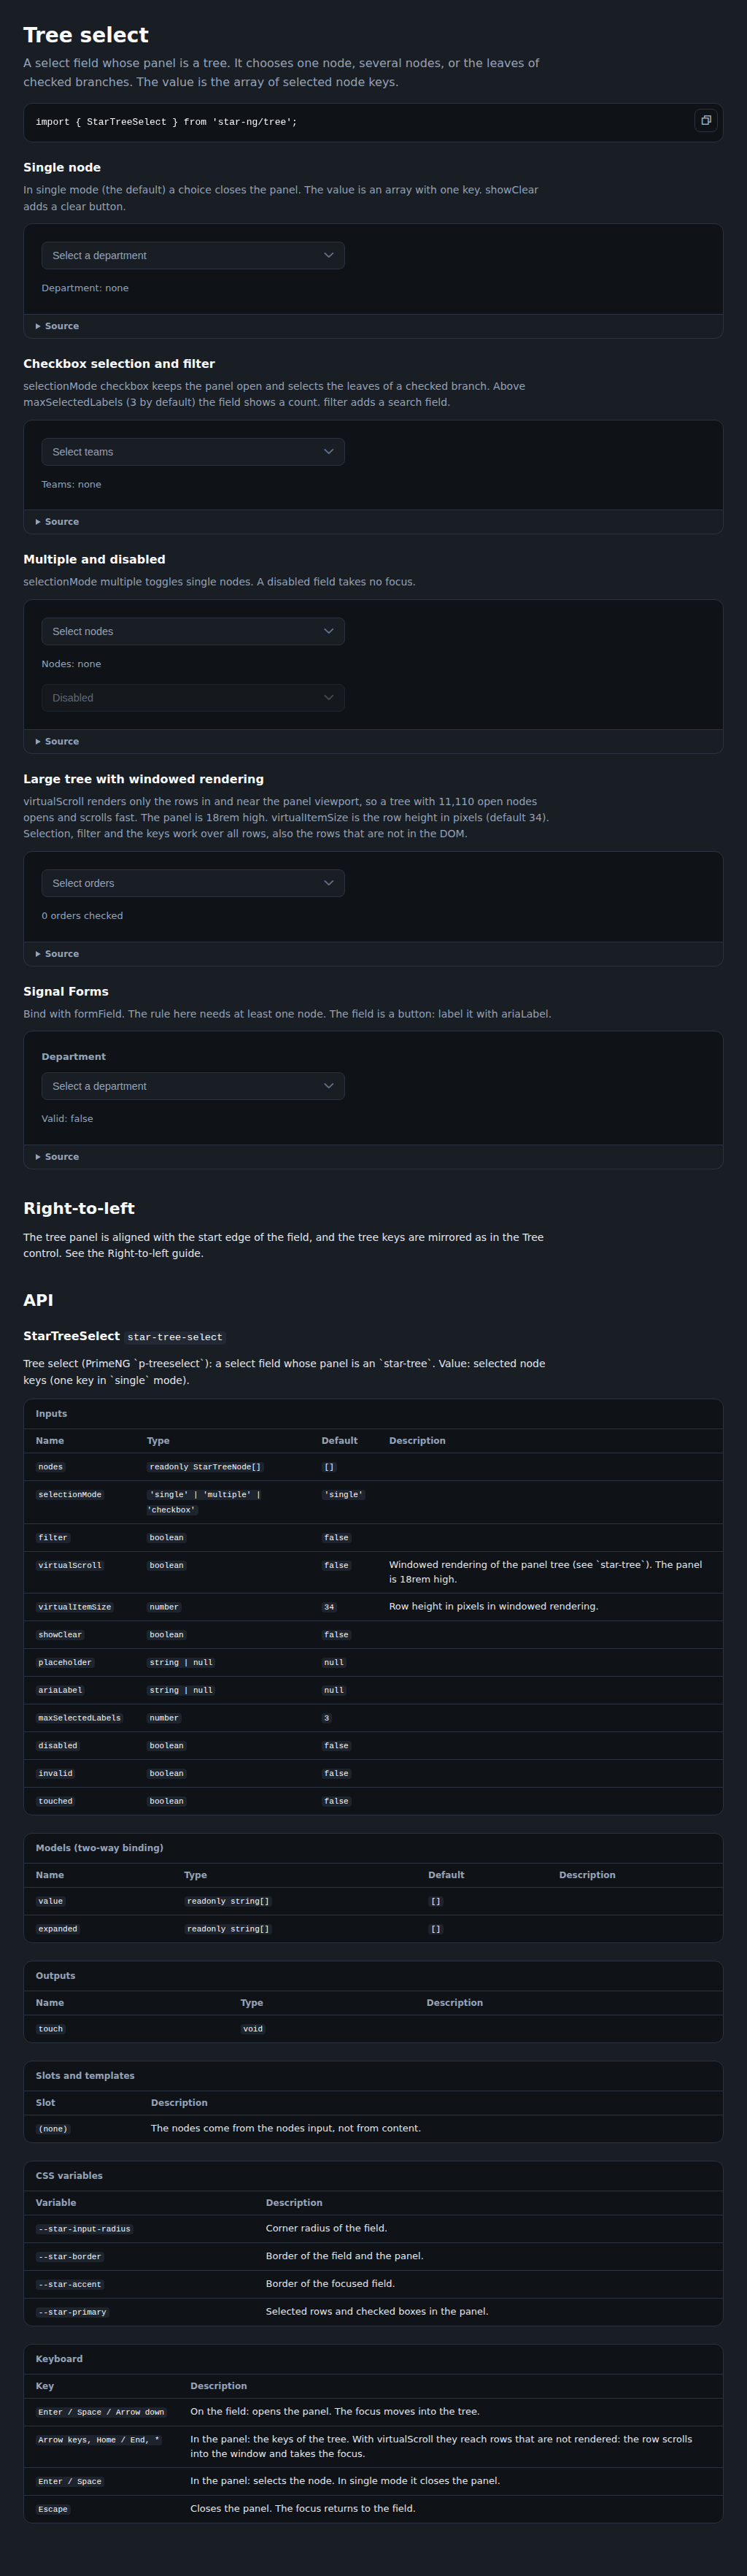 Tree select
A select field whose panel is a tree. It chooses one node, several nodes, or the leaves of
checked branches. The value is the array of selected node keys.
import { StarTreeSelect } from 'star-ng/tree';
Single node
In single mode (the default) a choice closes the panel. The value is an array with one key. showClear
adds a clear button.
Select a department
Department: none
Source
Checkbox selection and filter
selectionMode checkbox keeps the panel open and selects the leaves of a checked branch. Above
maxSelectedLabels (3 by default) the field shows a count. filter adds a search field.
Select teams
Teams: none
Source
Multiple and disabled
selectionMode multiple toggles single nodes. A disabled field takes no focus.
Select nodes
Nodes: none
Disabled
Source
Large tree with windowed rendering
virtualScroll renders only the rows in and near the panel viewport, so a tree with 11,110 open nodes
opens and scrolls fast. The panel is 18rem high. virtualItemSize is the row height in pixels (default 34).
Selection, filter and the keys work over all rows, also the rows that are not in the DOM.
Select orders
0 orders checked
Source
Signal Forms
Bind with formField. The rule here needs at least one node. The field is a button: label it with ariaLabel.
Department
Select a department
Valid: false
Source
Right-to-left
The tree panel is aligned with the start edge of the field, and the tree keys are mirrored as in the Tree
control. See the Right-to-left guide.
API
StarTreeSelect star-tree-select
Tree select (PrimeNG `p-treeselect`): a select field whose panel is an `star-tree`. Value: selected node
keys (one key in `single` mode).
Inputs
Name Type Default Description
nodes readonly StarTreeNode[] []
selectionMode 'single' | 'multiple' | 'single'
'checkbox'
filter boolean false
virtualScroll boolean false Windowed rendering of the panel tree (see `star-tree`). The panel
is 18rem high.
virtualItemSize number 34 Row height in pixels in windowed rendering.
showClear boolean false
placeholder string | null null
ariaLabel string | null null
maxSelectedLabels number 3
disabled boolean false
invalid boolean false
touched boolean false
Models (two-way binding)
Name Type Default Description
value readonly string[] []
expanded readonly string[] []
Outputs
Name Type Description
touch void
Slots and templates
Slot Description
(none) The nodes come from the nodes input, not from content.
CSS variables
Variable Description
--star-input-radius Corner radius of the field.
--star-border Border of the field and the panel.
--star-accent Border of the focused field.
--star-primary Selected rows and checked boxes in the panel.
Keyboard
Key Description
Enter / Space / Arrow down On the field: opens the panel. The focus moves into the tree.
Arrow keys, Home / End, * In the panel: the keys of the tree. With virtualScroll they reach rows that are not rendered: the row scrolls
into the window and takes the focus.
Enter / Space In the panel: selects the node. In single mode it closes the panel.
Escape Closes the panel. The focus returns to the field.